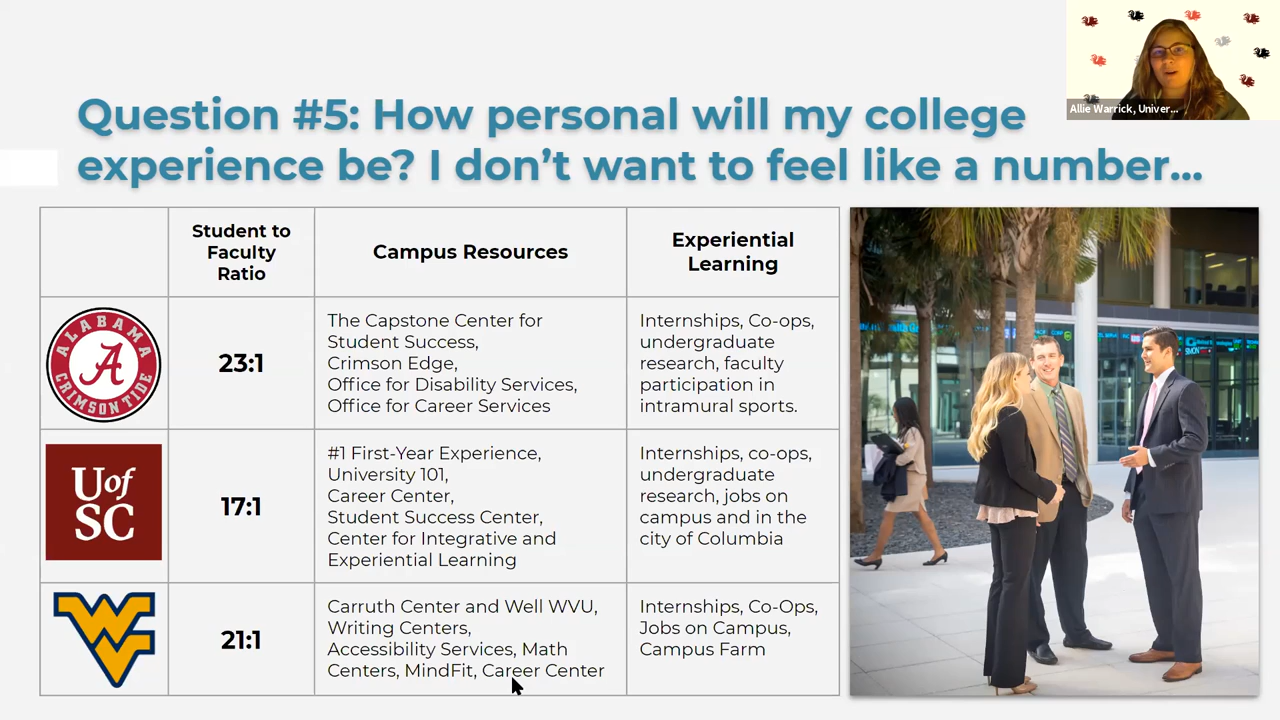 Allie Warrick, Univer...
Question #5: How personal will my college
experience be? I don’t want to feel like a number...
Student to
Faculty
Ratio
Campus Resources
Experiential
Learning
ALABAMA
A
CRIMSON TIDE
23:1
The Capstone Center for
Student Success,
Crimson Edge,
Office for Disability Services,
Office for Career Services
Internships, Co-ops,
undergraduate
research, faculty
participation in
intramural sports.
UofSC
17:1
#1 First-Year Experience,
University 101,
Career Center,
Student Success Center,
Center for Integrative and
Experiential Learning
Internships, co-ops,
undergraduate
research, jobs on
campus and in the
city of Columbia
WV
21:1
Carruth Center and Well WVU,
Writing Centers,
Accessibility Services, Math
Centers, MindFit, Career Center
Internships, Co-Ops,
Jobs on Campus,
Campus Farm